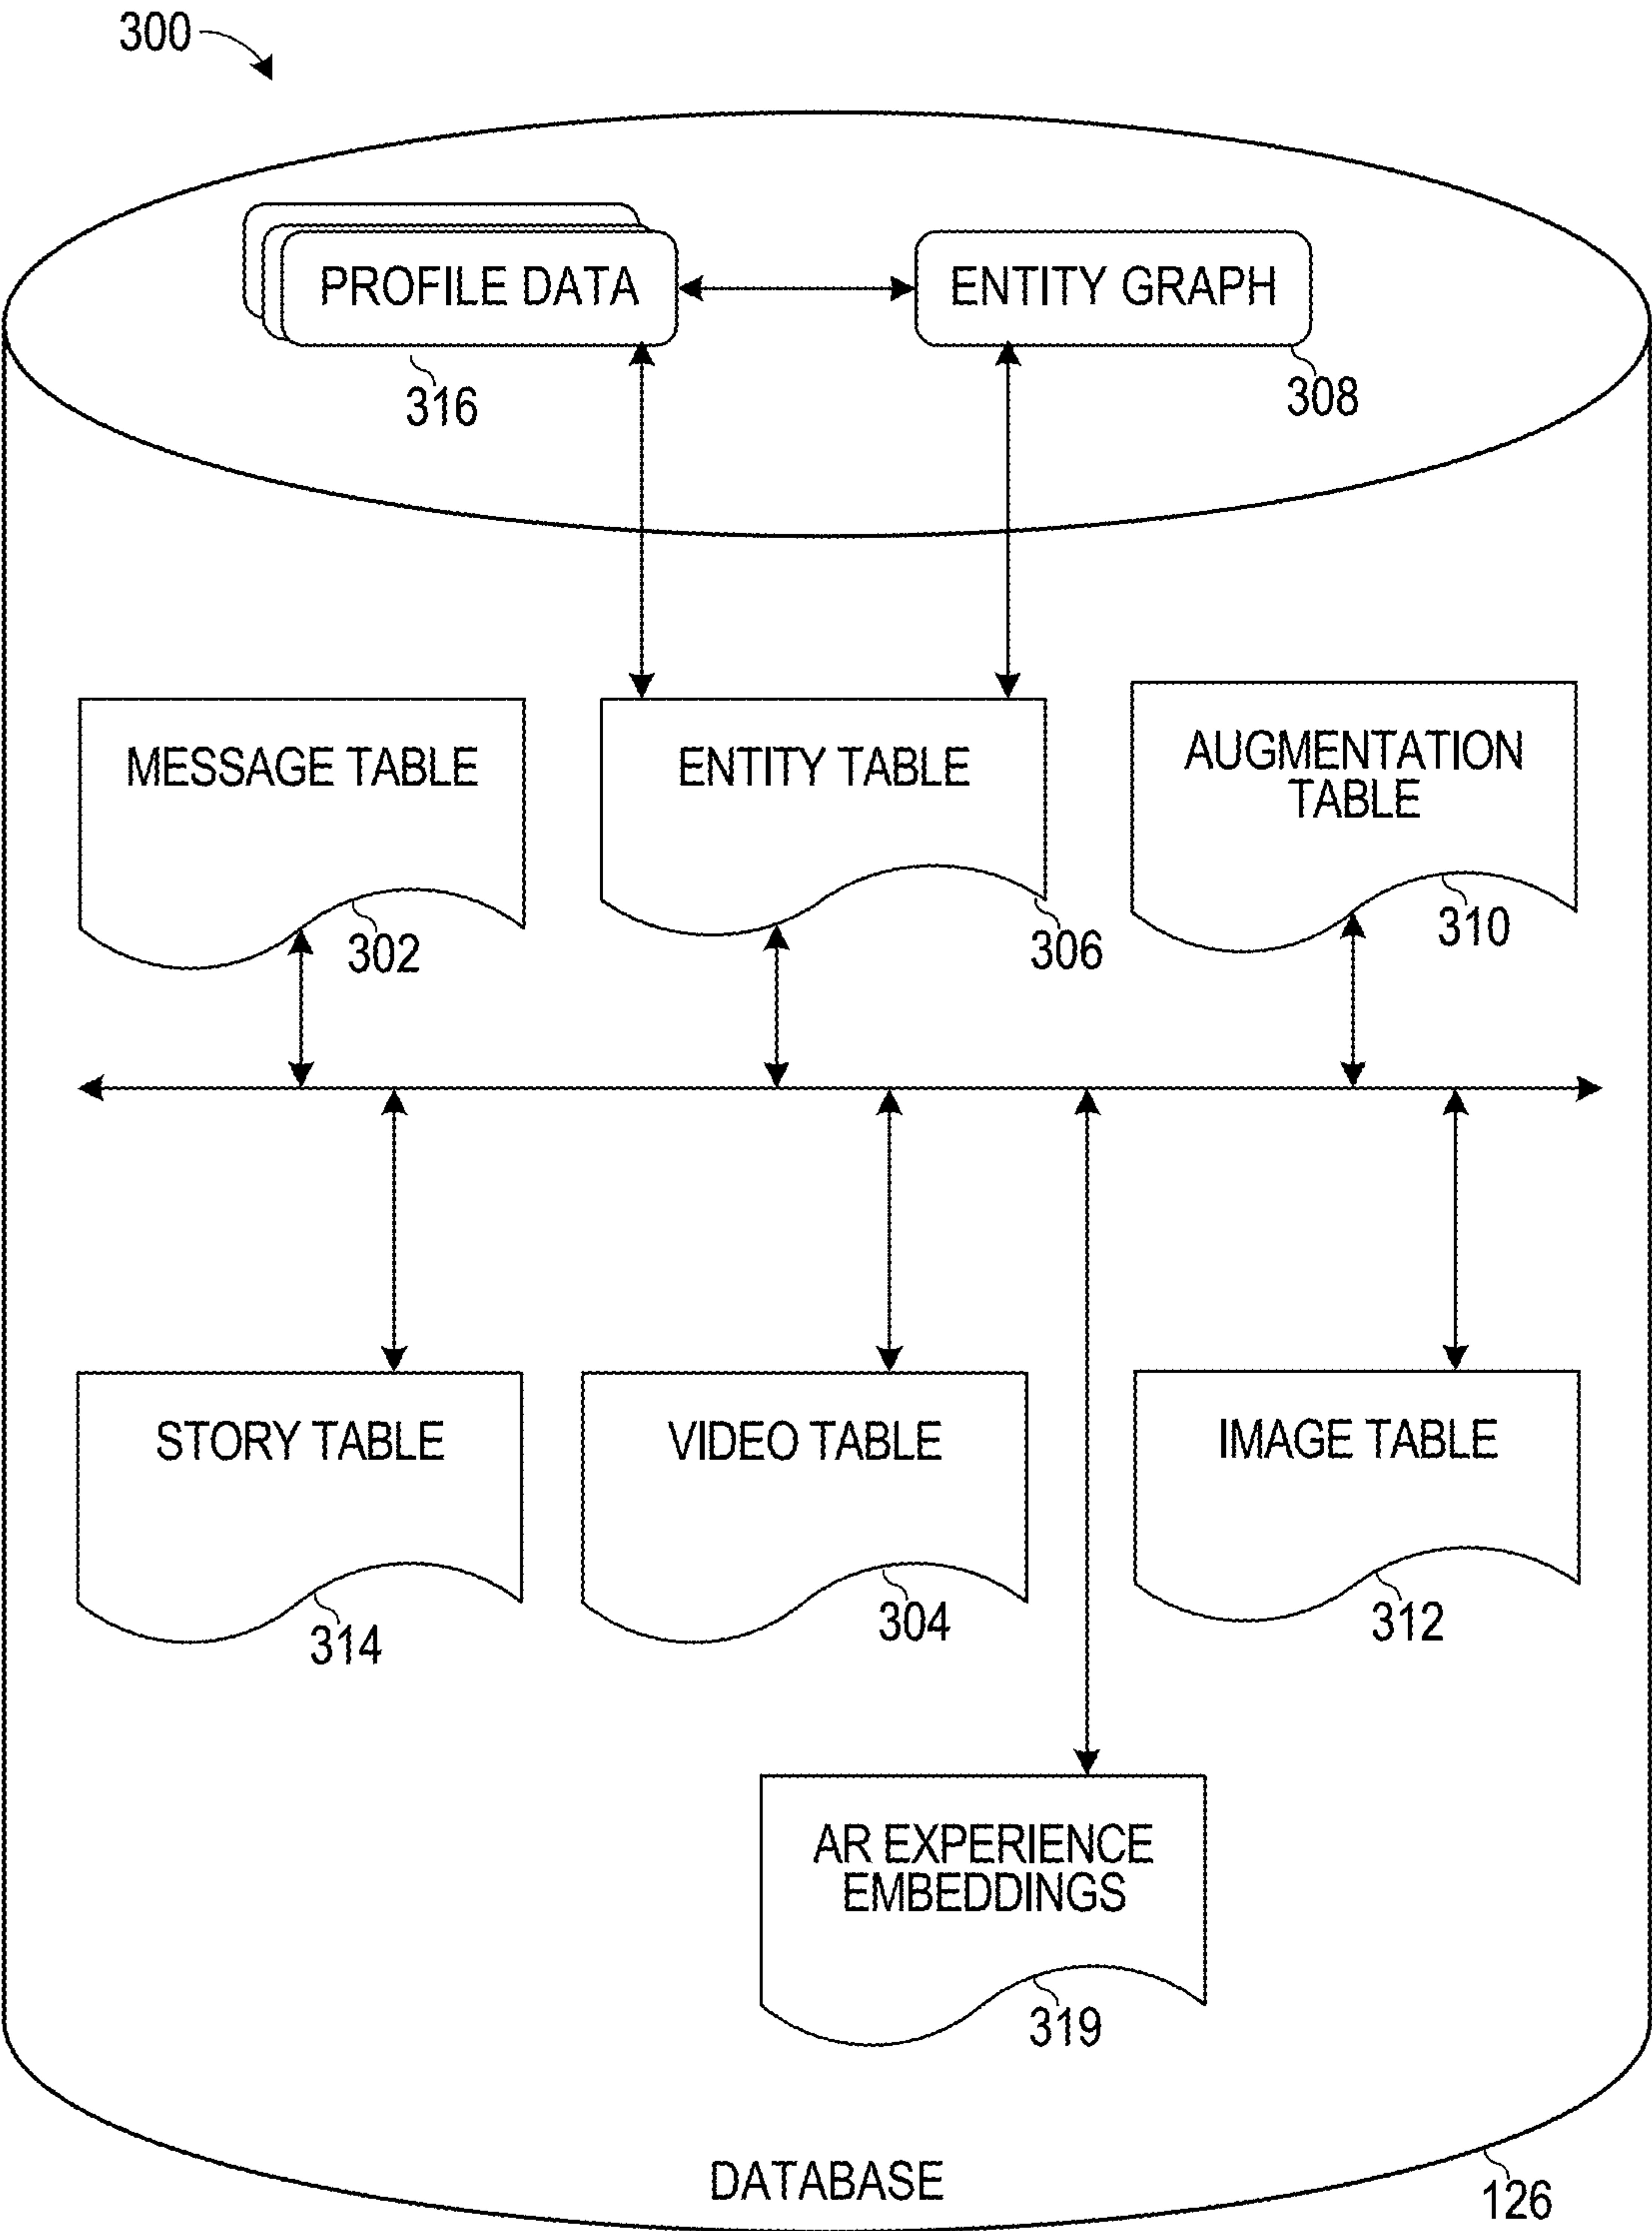 300
PROFILE DATA
ENTITY GRAPH
316
308
MESSAGE TABLE
ENTITY TABLE
AUGMENTATION
TABLE
302
306
310
STORY TABLE
VIDEO TABLE
IMAGE TABLE
314
304
312
AR EXPERIENCE
EMBEDDINGS
319
DATABASE
126